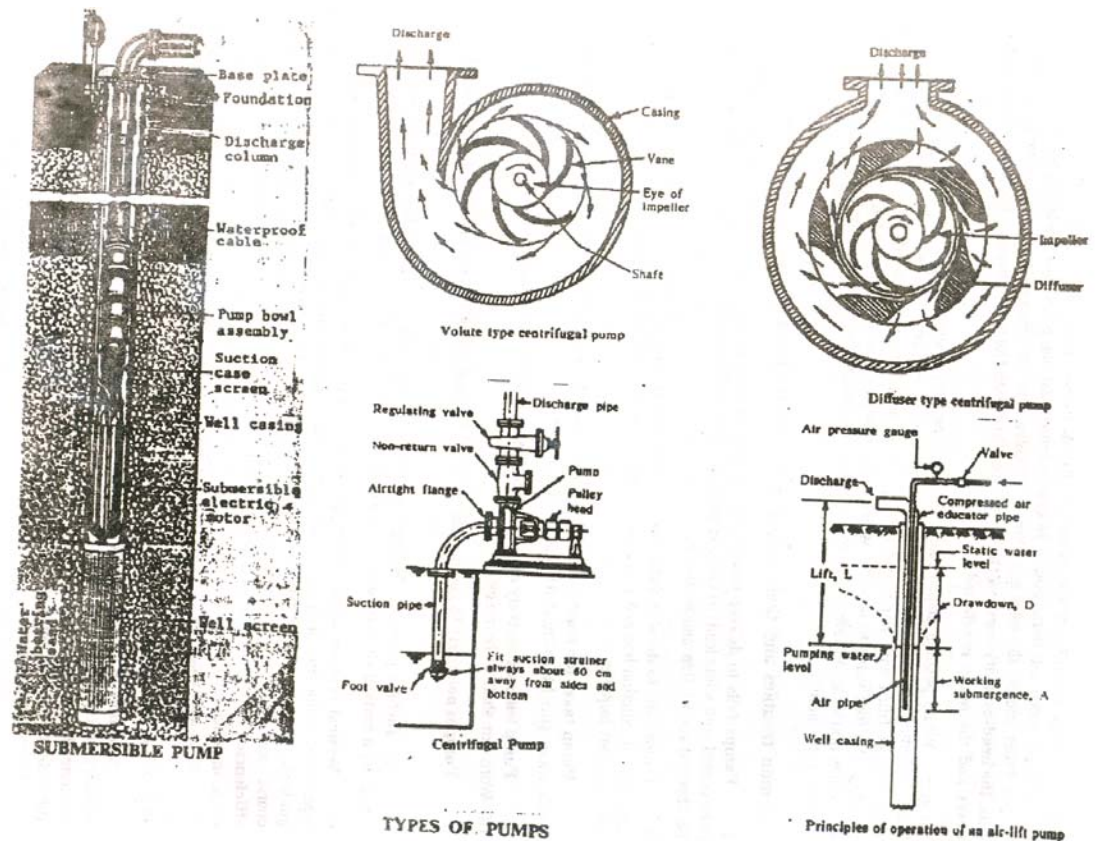 Base plate
Foundation
Discharge
column
Waterproof
cable
Pump bowl
assembly
Suction
case
screen
Well casing
Submersible
electric
motor
Water
bearing
sand
Well screen
SUBMERSIBLE PUMP
Discharge
Casing
Vane
Eye of
impeller
Shaft
Volute type centrifugal pump
Discharge
Impeller
Diffuser
Diffuser type centrifugal pump
Discharge pipe
Regulating valve
Non-return valve
Pump
Pulley
head
Airtight flange
Suction pipe
Fit suction strainer
always about 60 cm
away from sides and
bottom
Foot valve
Centrifugal Pump
Air pressure gauge
Valve
Discharge
Compressed air
educator pipe
Static water
level
Lift, L
Drawdown, D
Pumping water
level
Working
submergence, A
Air pipe
Well casing
Principles of operation of an air-lift pump
TYPES OF PUMPS